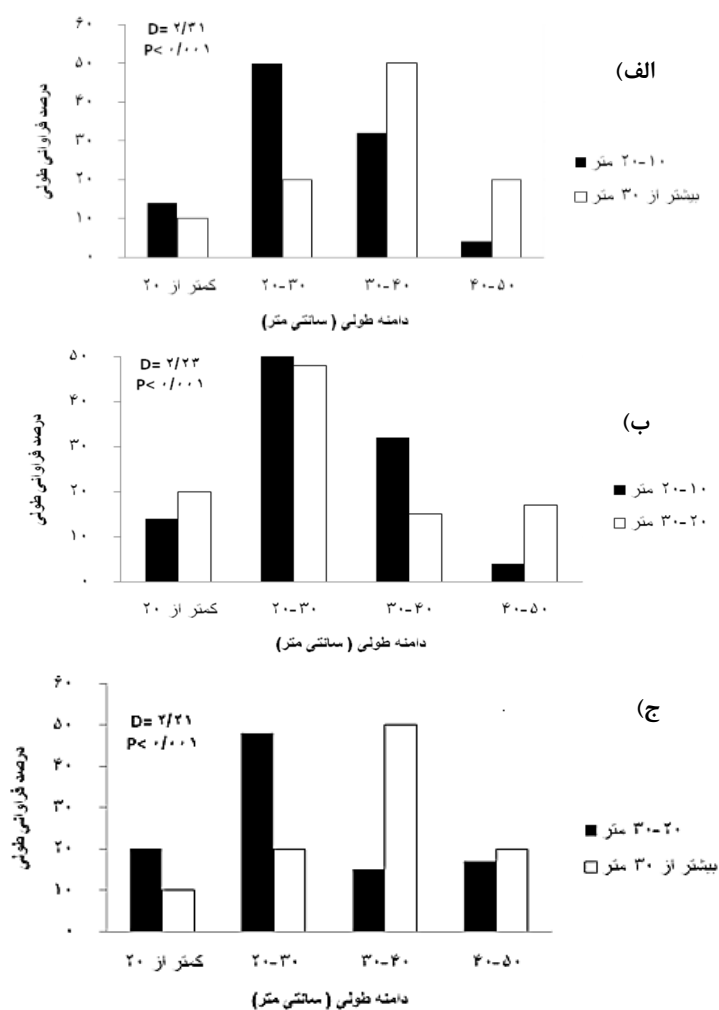 الف)
D= ۲/۳۱
P< ۰/۰۰۱
درصد فراوانی طولی
۶۰
۵۰
۴۰
۳۰
۲۰
۱۰
۰
کمتر از ۲۰
۲۰-۳۰
۳۰-۴۰
۴۰-۵۰
دامنه طولی ( سانتی متر)
۲۰-۱۰ متر
بیشتر از ۳۰ متر
ب)
D= ۲/۲۳
P< ۰/۰۰۱
درصد فراوانی طولی
۵۰
۴۰
۳۰
۲۰
۱۰
۰
کمتر از ۲۰
۲۰-۳۰
۳۰-۴۰
۴۰-۵۰
دامنه طولی ( سانتی متر)
۲۰-۱۰ متر
۳۰-۲۰ متر
ج)
D= ۲/۲۱
P< ۰/۰۰۱
درصد فراوانی طولی
۶۰
۵۰
۴۰
۳۰
۲۰
۱۰
۰
کمتر از ۲۰
۲۰-۳۰
۳۰-۴۰
۴۰-۵۰
دامنه طولی ( سانتی متر)
۳۰-۲۰ متر
بیشتر از ۳۰ متر